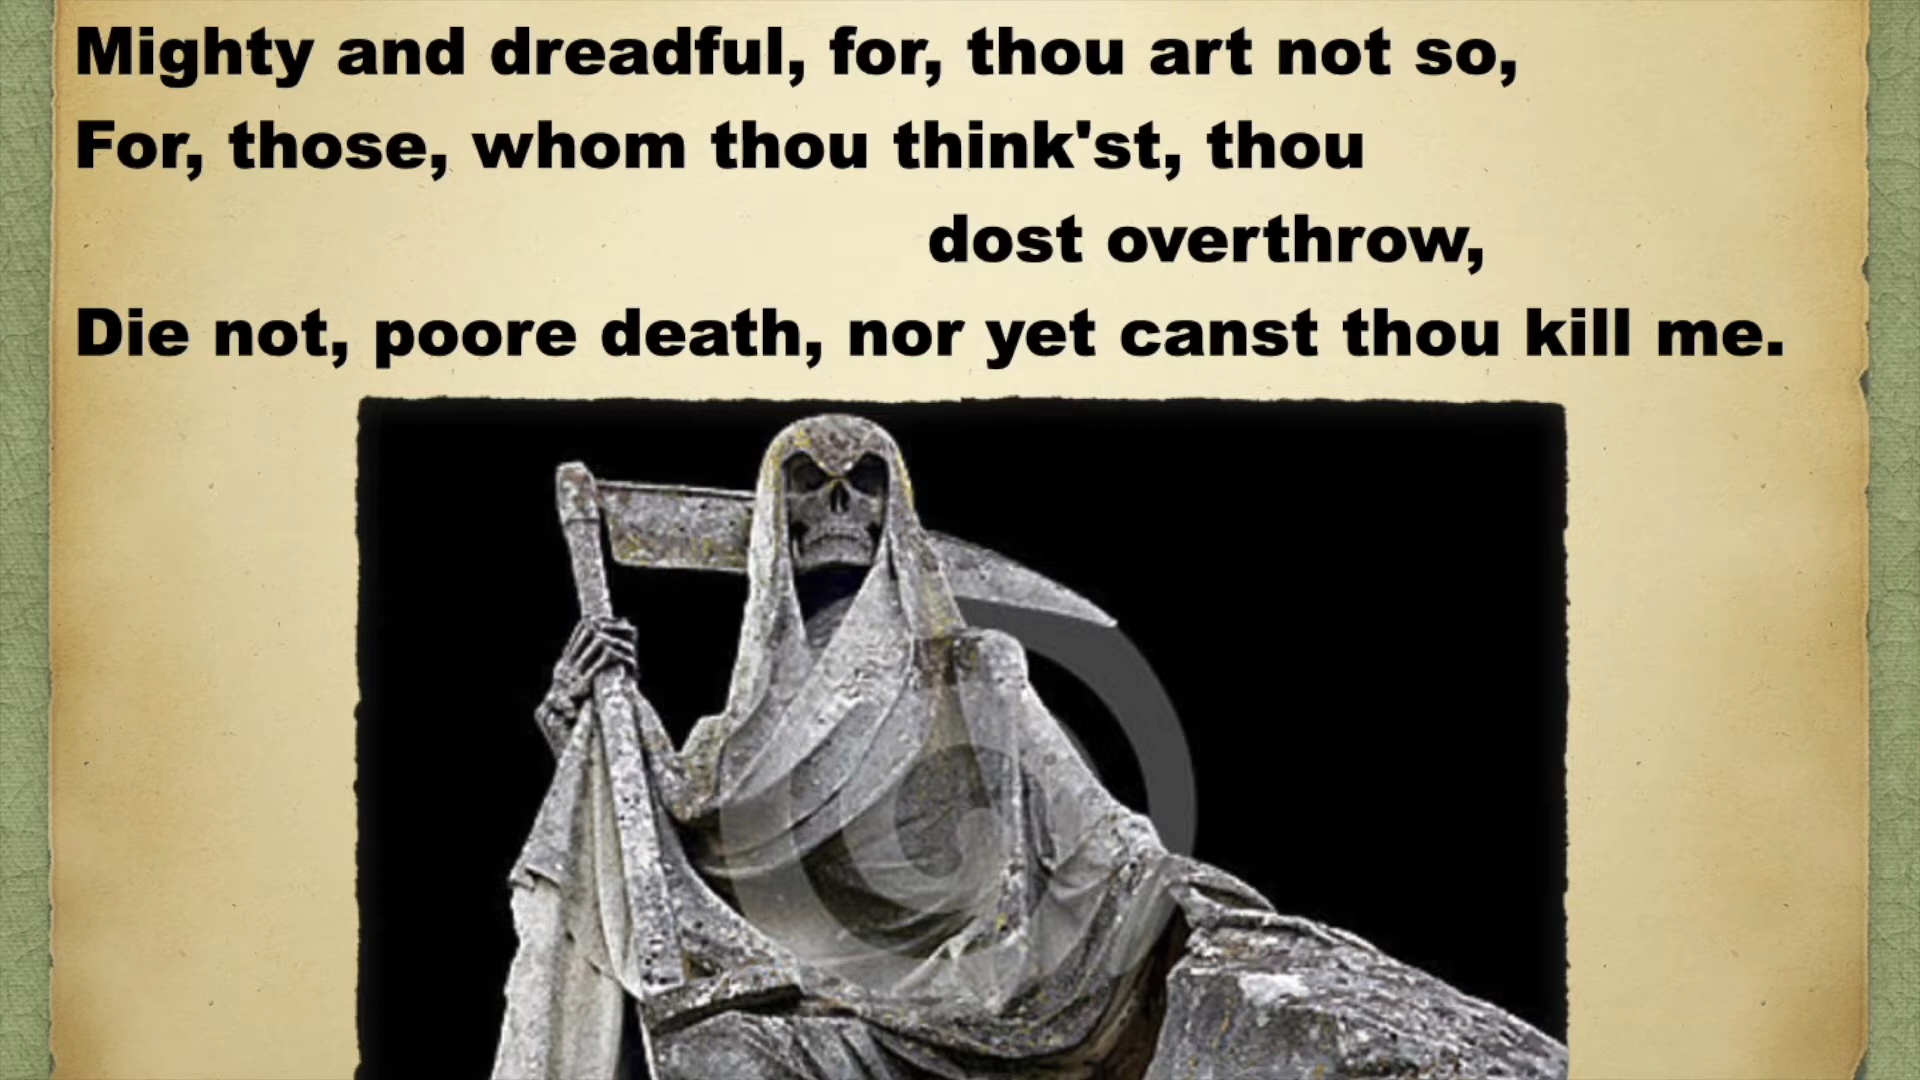 Mighty and dreadful, for, thou art not so,
For, those, whom thou think'st, thou
dost overthrow,
Die not, poore death, nor yet canst thou kill me.